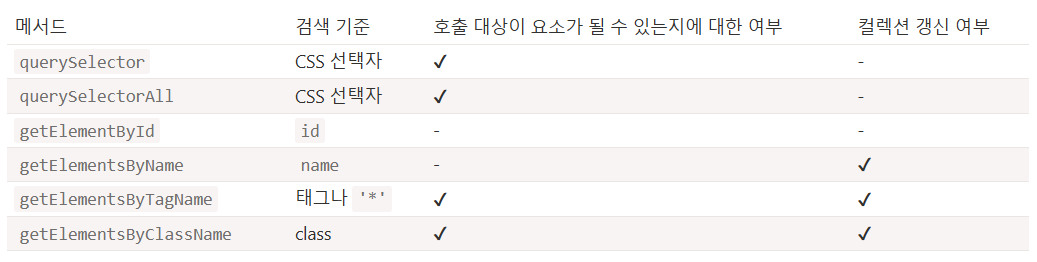 메서드 검색 기준 호출 대상이 요소가 될 수 있는지에 대한 여부 컬렉션 갱신 여부
querySelector CSS 선택자 ✔ -
querySelectorAll CSS 선택자 ✔ -
getElementById id - -
getElementsByName name - ✔
getElementsByTagName 태그나 '*' ✔ ✔
getElementsByClassName class ✔ ✔